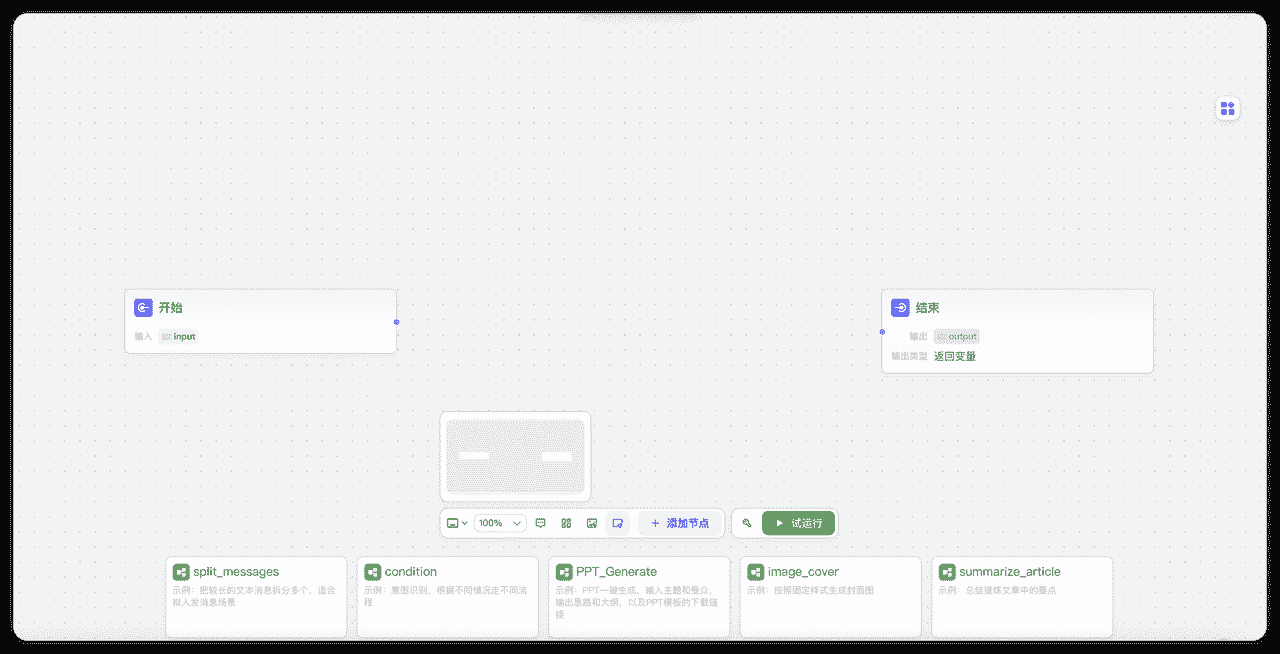 开始
输入 str. input
结束
输出 str. output
输出类型 返回变量
100%
添加节点
试运行
split_messages
示例：把较长的文本消息拆分多个，适合
拟人发消息场景
condition
示例：意图识别，根据不同情况走不同流
程
PPT_Generate
示例：PPT一键生成，输入主题和受众，
输出思路和大纲，以及PPT模板的下载链
接
image_cover
示例：按照固定样式生成封面图
summarize_article
示例：总结提炼文章中的要点